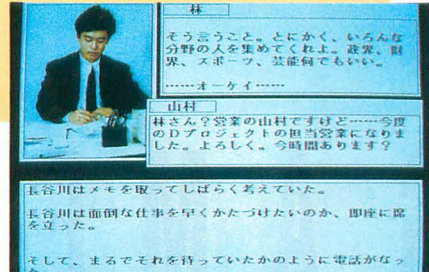 林
そう言うこと。とにかく、いろんな
分野の人を集めてくれよ。政界、財
界、スポーツ、芸能何でもいい。
……オーケイ……
山村
林さん?営業の山村ですけど……今度
のDプロジェクトの担当営業になりま
した。よろしく。今時間あります?
長谷川はメモを取ってしばらく考えていた。
長谷川は面倒な仕事を早くかたづけたいのか、即座に席
を立った。
そして、まるでそれを待っていたかのように電話がなっ
た